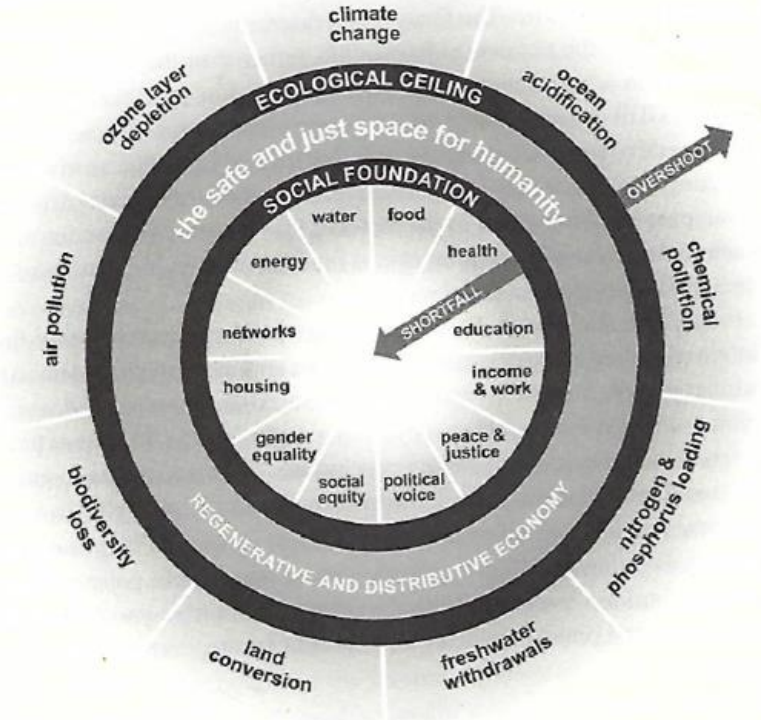 climate
change
ocean
acidification
OVERSHOOT
chemical
pollution
nitrogen &
phosphorus loading
freshwater
withdrawals
land
conversion
biodiversity
loss
air pollution
ozone layer
depletion
ECOLOGICAL CEILING
the safe and just space for humanity
SOCIAL FOUNDATION
water
food
health
SHORTFALL
education
income
& work
peace &
justice
political
voice
social
equity
gender
equality
housing
networks
energy
REGENERATIVE AND DISTRIBUTIVE ECONOMY